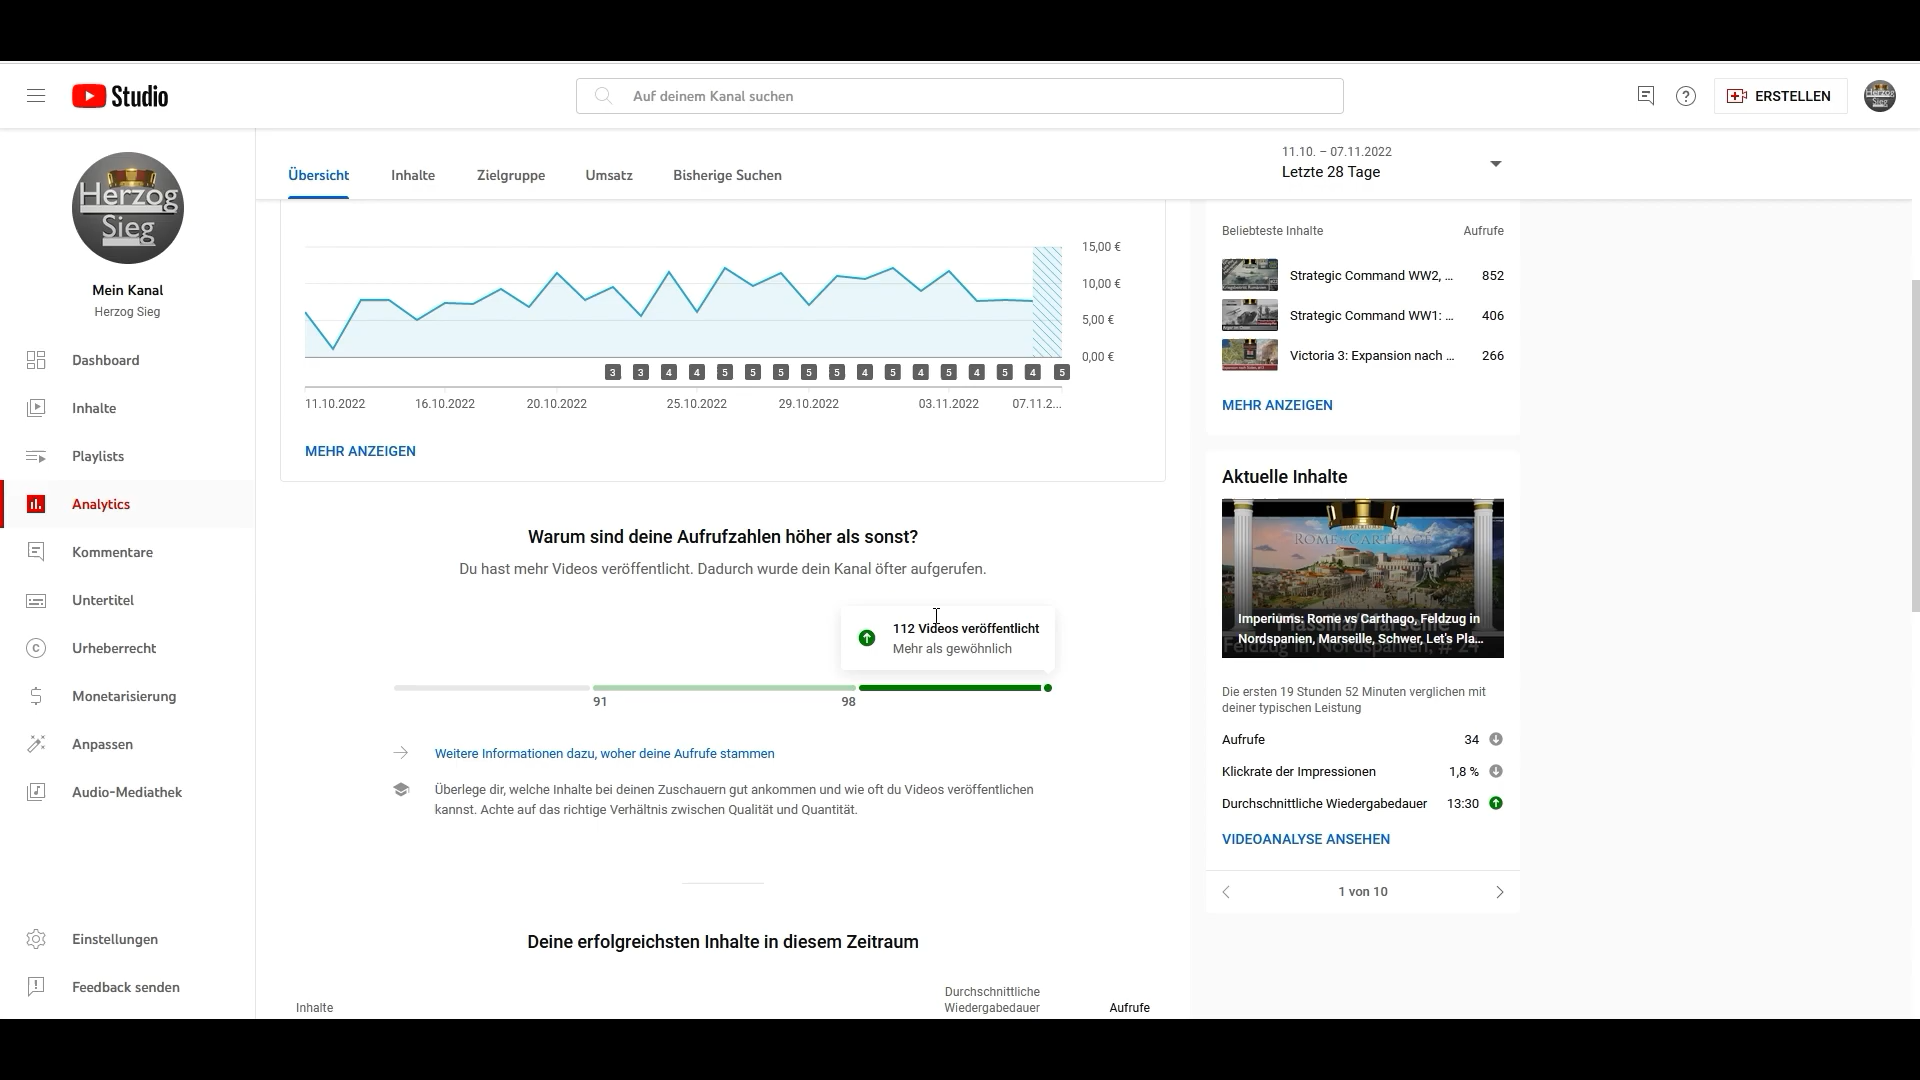 Studio
Auf deinem Kanal suchen
ERSTELLEN
Herzog
Sieg
Mein Kanal
Herzog Sieg
Dashboard
Inhalte
Playlists
Analytics
Kommentare
Untertitel
Urheberrecht
Monetarisierung
Anpassen
Audio-Mediathek
Einstellungen
Feedback senden
Übersicht Inhalte Zielgruppe Umsatz Bisherige Suchen
11.10. – 07.11.2022
Letzte 28 Tage
15,00 €
10,00 €
5,00 €
0,00 €
3 3 4 4 5 5 5 5 5 4 5 4 5 4 5 4 5
11.10.2022 16.10.2022 20.10.2022 25.10.2022 29.10.2022 03.11.2022 07.11.2...
MEHR ANZEIGEN
Warum sind deine Aufrufzahlen höher als sonst?
Du hast mehr Videos veröffentlicht. Dadurch wurde dein Kanal öfter aufgerufen.
112 Videos veröffentlicht
Mehr als gewöhnlich
91 98
Weitere Informationen dazu, woher deine Aufrufe stammen
Überlege dir, welche Inhalte bei deinen Zuschauern gut ankommen und wie oft du Videos veröffentlichen
kannst. Achte auf das richtige Verhältnis zwischen Qualität und Quantität.
Deine erfolgreichsten Inhalte in diesem Zeitraum
Durchschnittliche
Inhalte Wiedergabedauer Aufrufe
Beliebteste Inhalte Aufrufe
Strategic Command WW2, ... 852
Strategic Command WW1: ... 406
Victoria 3: Expansion nach ... 266
MEHR ANZEIGEN
Aktuelle Inhalte
ROME CARTHAGE
Imperiums: Rome vs Carthago, Feldzug in
Nordspanien, Marseille, Schwer, Let's Pla...
Massilia/Marseille
Feldzug in Nordspanien, # 24
Die ersten 19 Stunden 52 Minuten verglichen mit
deiner typischen Leistung
Aufrufe 34
Klickrate der Impressionen 1,8 %
Durchschnittliche Wiedergabedauer 13:30
VIDEOANALYSE ANSEHEN
1 von 10